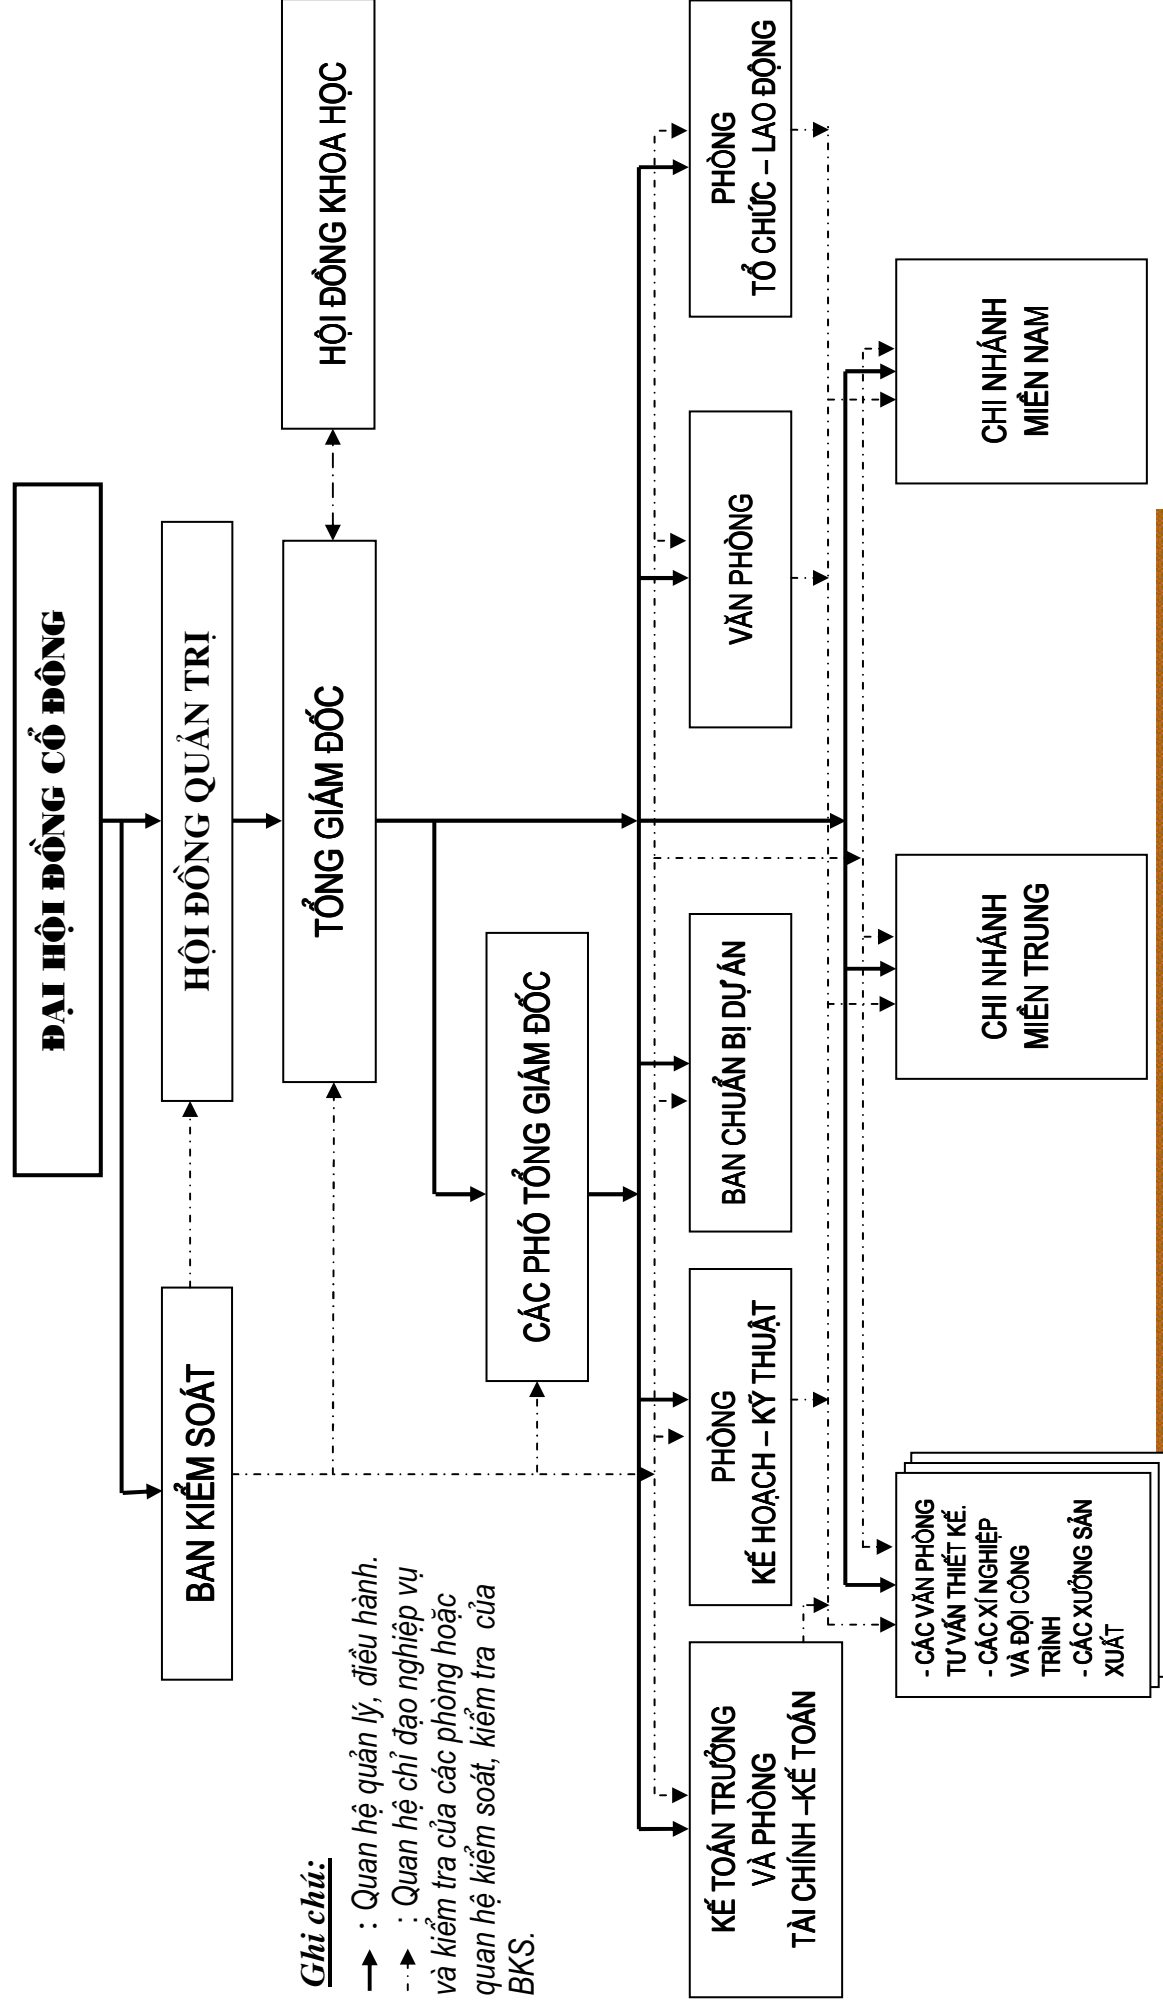 ĐẠI HỘI ĐỒNG CỔ ĐÔNG
HỘI ĐỒNG QUẢN TRỊ
BAN KIỂM SOÁT
TỔNG GIÁM ĐỐC
HỘI ĐỒNG KHOA HỌC
CÁC PHÓ TỔNG GIÁM ĐỐC
Ghi chú:
: Quan hệ quản lý, điều hành.
: Quan hệ chỉ đạo nghiệp vụ
và kiểm tra của các phòng hoặc
quan hệ kiểm soát, kiểm tra của
BKS.
KẾ TOÁN TRƯỞNG
VÀ PHÒNG
TÀI CHÍNH –KẾ TOÁN
PHÒNG
KẾ HOẠCH – KỸ THUẬT
BAN CHUẨN BỊ DỰ ÁN
VĂN PHÒNG
PHÒNG
TỔ CHỨC – LAO ĐỘNG
- CÁC VĂN PHÒNG
TƯ VẤN THIẾT KẾ.
- CÁC XÍ NGHIỆP
VÀ ĐỘI CÔNG
TRÌNH
- CÁC XƯỞNG SẢN
XUẤT
CHI NHÁNH
MIỀN TRUNG
CHI NHÁNH
MIỀN NAM